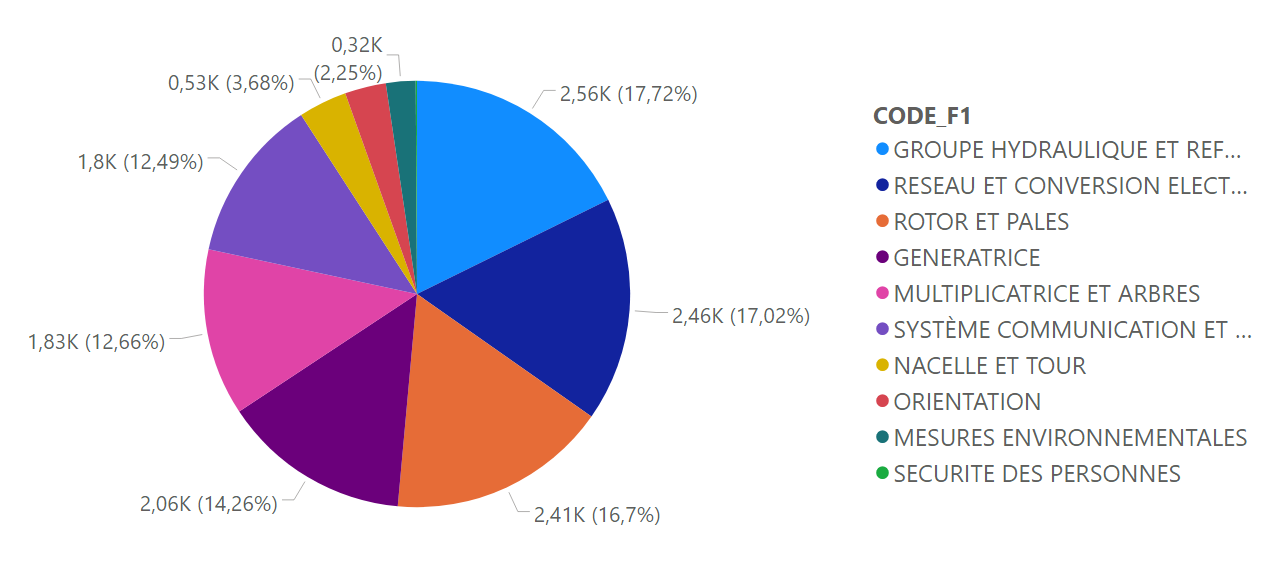 0,32K
(2,25%)
0,53K (3,68%)
2,56K (17,72%)
1,8K (12,49%)
2,46K (17,02%)
1,83K (12,66%)
2,06K (14,26%)
2,41K (16,7%)
CODE_F1
GROUPE HYDRAULIQUE ET REF...
RESEAU ET CONVERSION ELECT...
ROTOR ET PALES
GENERATRICE
MULTIPLICATRICE ET ARBRES
SYSTÈME COMMUNICATION ET ...
NACELLE ET TOUR
ORIENTATION
MESURES ENVIRONNEMENTALES
SECURITE DES PERSONNES